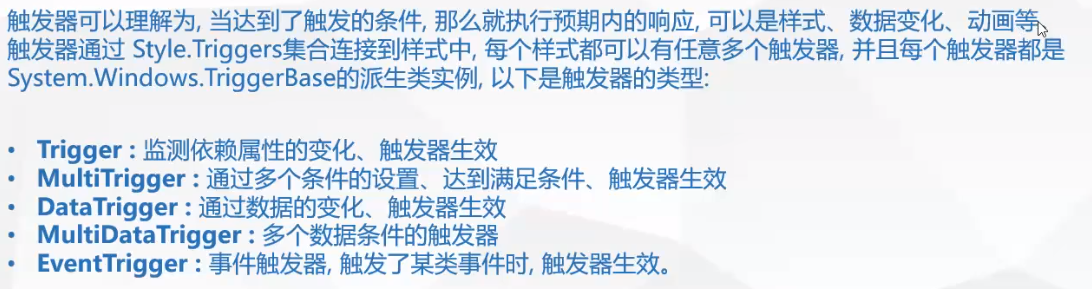 触发器可以理解为, 当达到了触发的条件, 那么就执行预期内的响应, 可以是样式、数据变化、动画等。
触发器通过 Style.Triggers集合连接到样式中, 每个样式都可以有任意多个触发器, 并且每个触发器都是
System.Windows.TriggerBase的派生类实例, 以下是触发器的类型:
• Trigger : 监测依赖属性的变化、触发器生效
• MultiTrigger : 通过多个条件的设置、达到满足条件、触发器生效
• DataTrigger : 通过数据的变化、触发器生效
• MultiDataTrigger : 多个数据条件的触发器
• EventTrigger : 事件触发器, 触发了某类事件时, 触发器生效。